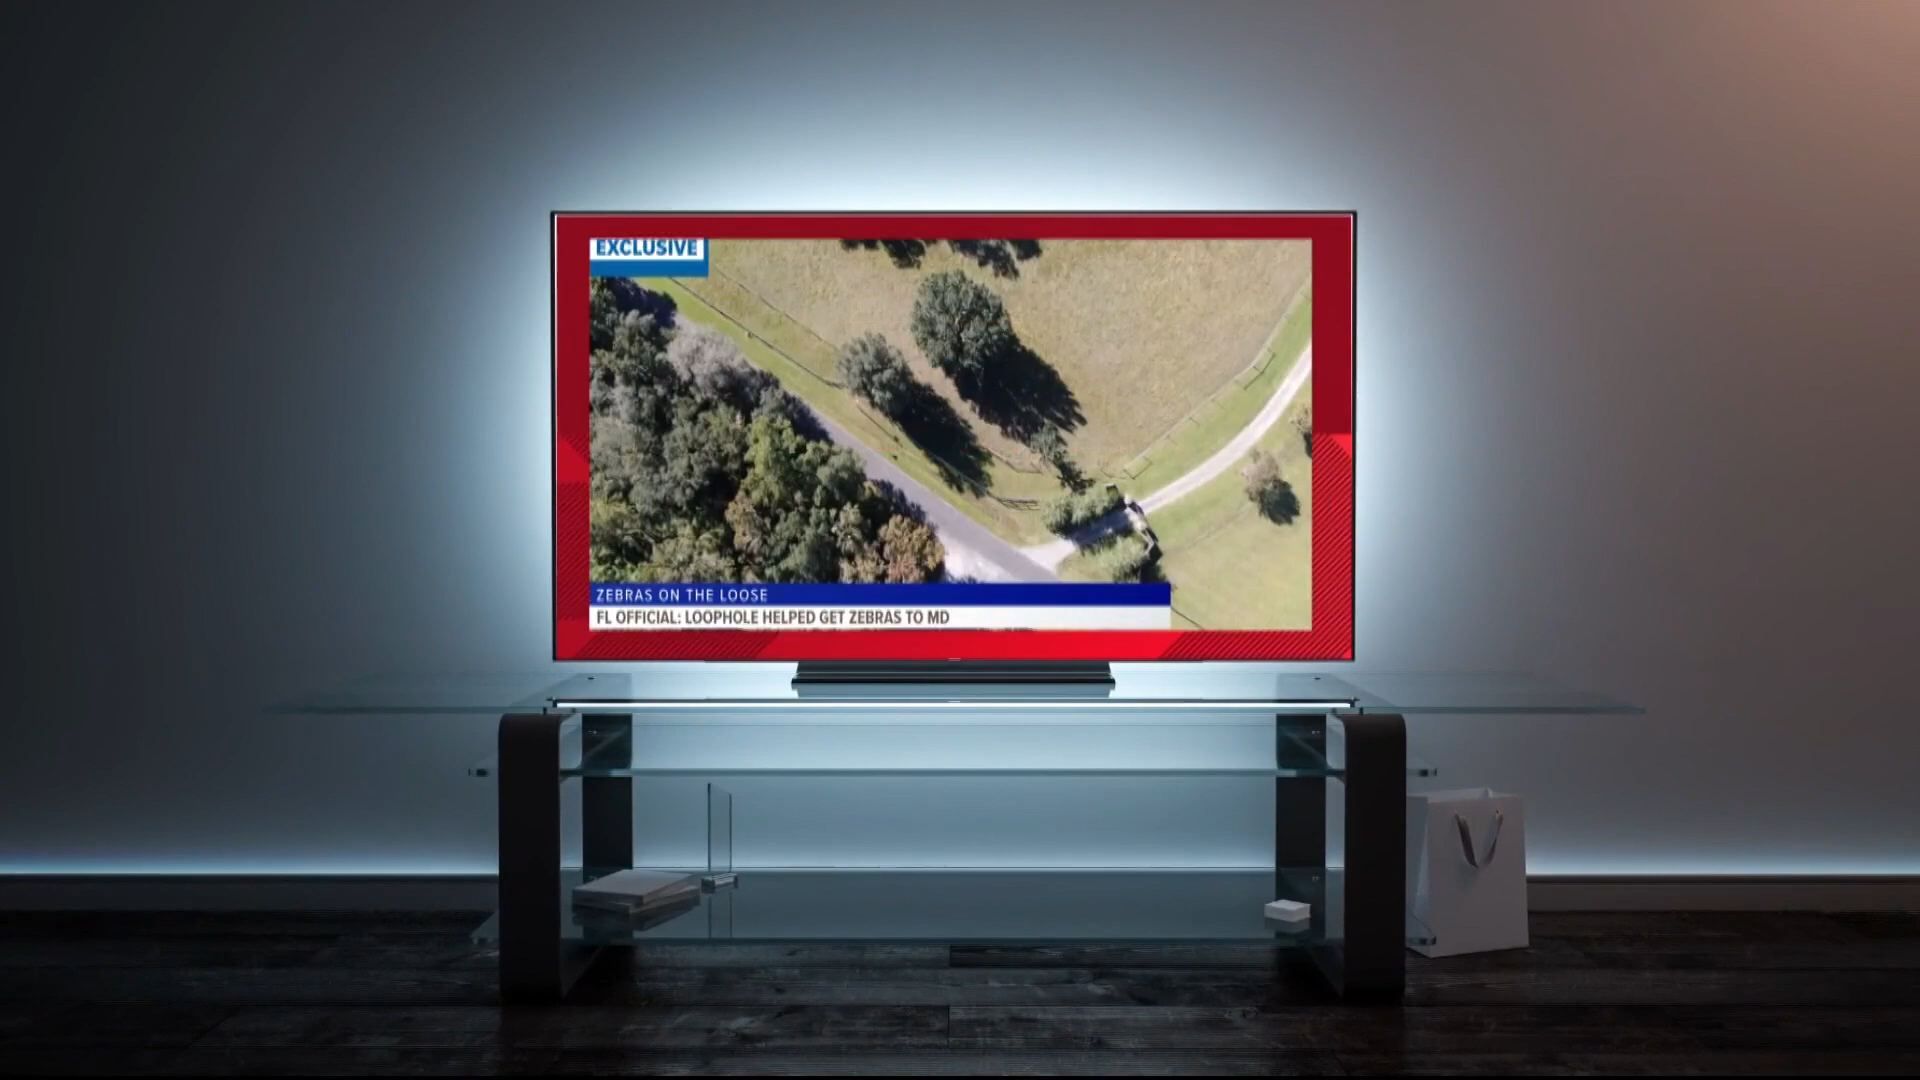 EXCLUSIVE
ZEBRAS ON THE LOOSE
FL OFFICIAL: LOOPHOLE HELPED GET ZEBRAS TO MD